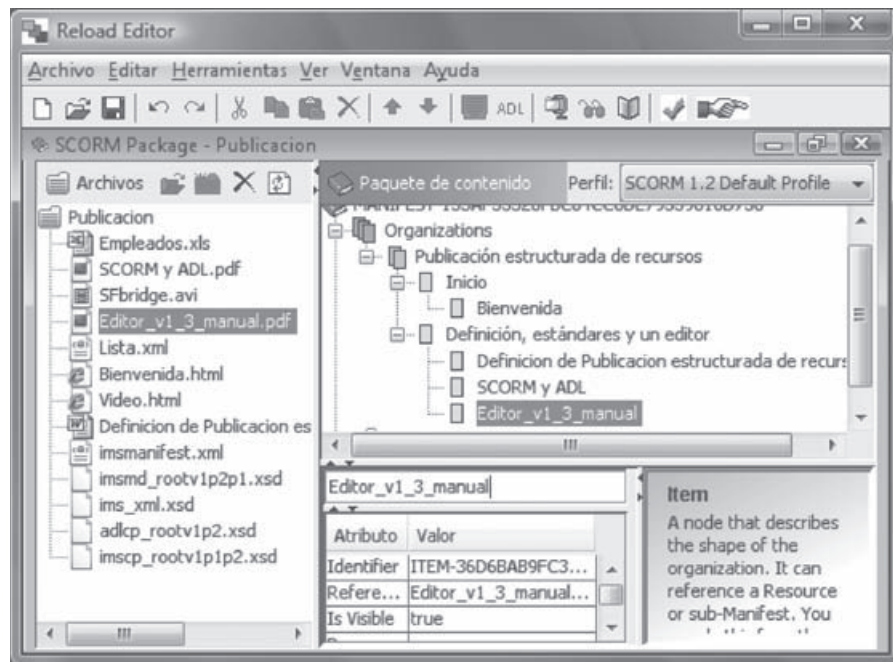 Reload Editor
Archivo Editar Herramientas Ver Ventana Ayuda
ADL
SCORM Package - Publicacion
Archivos
Publicacion
Empleados.xls
SCORM y ADL.pdf
SFbridge.avi
Editor_v1_3_manual.pdf
Lista.xml
Bienvenida.html
Video.html
Definicion de Publicacion es
imsmanifest.xml
imsmd_rootv1p2p1.xsd
ims_xml.xsd
adlcp_rootv1p2.xsd
imscp_rootv1p1p2.xsd
Paquete de contenido Perfil: SCORM 1.2 Default Profile
Organizations
Publicación estructurada de recursos
Inicio
Bienvenida
Definición, estándares y un editor
Definicion de Publicacion estructurada de recurs
SCORM y ADL
Editor_v1_3_manual
Editor_v1_3_manual
Atributo Valor
Identifier ITEM-36D6BAB9FC3...
Refere... Editor_v1_3_manual...
Is Visible true
Item
A node that describes
the shape of the
organization. It can
reference a Resource
or sub-Manifest. You